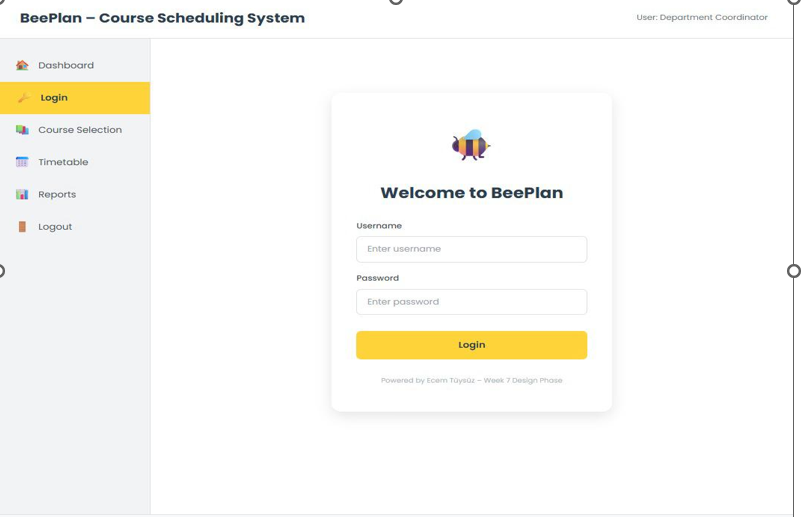 BeePlan – Course Scheduling System
User: Department Coordinator
Dashboard
Login
Course Selection
Timetable
Reports
Logout
Welcome to BeePlan
Username
Enter username
Password
Enter password
Login
Powered by Ecem Tüysüz – Week 7 Design Phase